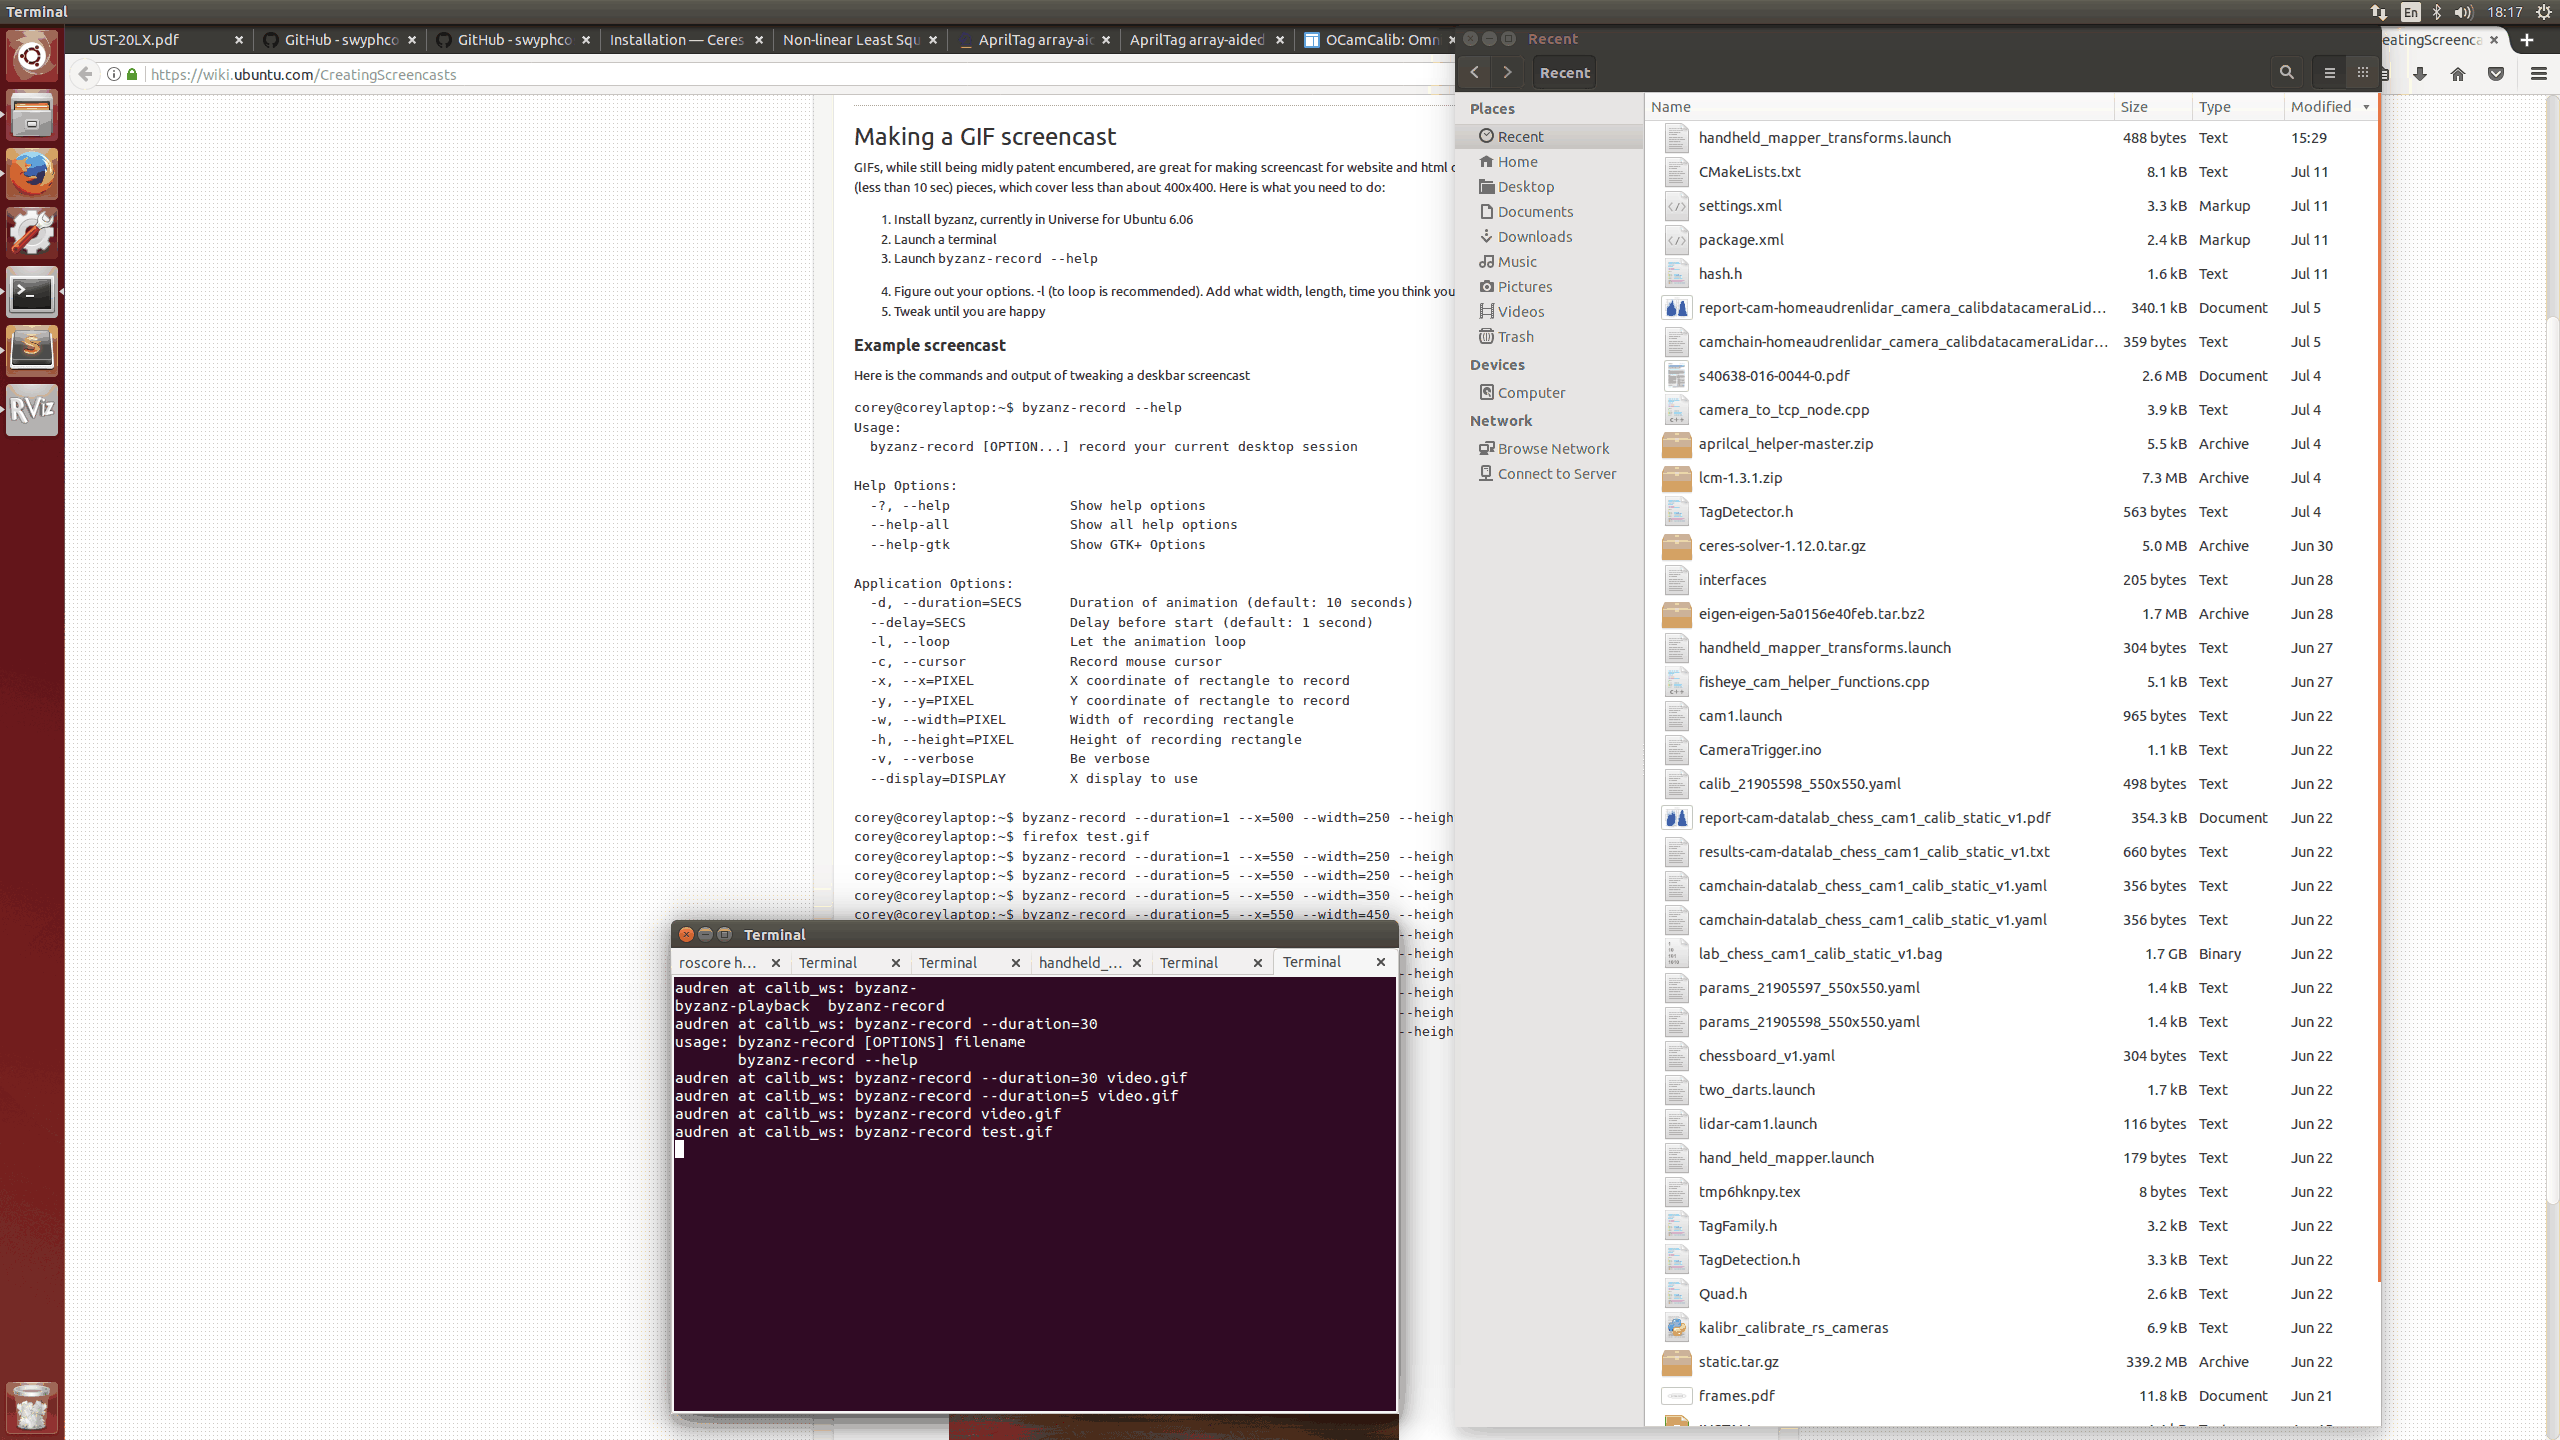 Terminal
En
18:17
UST-20LX.pdf
GitHub - swyphco
GitHub - swyphco
Installation — Ceres
Non-linear Least Squ
AprilTag array-aid
AprilTag array-aided
OCamCalib: Omn
eatingScreenca
https://wiki.ubuntu.com/CreatingScreencasts
Making a GIF screencast
GIFs, while still being midly patent encumbered, are great for making screencast for website and html
(less than 10 sec) pieces, which cover less than about 400x400. Here is what you need to do:
1. Install byzanz, currently in Universe for Ubuntu 6.06
2. Launch a terminal
3. Launch byzanz-record --help
4. Figure out your options. -l (to loop is recommended). Add what width, length, time you think you
5. Tweak until you are happy
Example screencast
Here is the commands and output of tweaking a deskbar screencast
corey@coreylaptop:~$ byzanz-record --help
Usage:
byzanz-record [OPTION...] record your current desktop session
Help Options:
-?, --help Show help options
--help-all Show all help options
--help-gtk Show GTK+ Options
Application Options:
-d, --duration=SECS Duration of animation (default: 10 seconds)
--delay=SECS Delay before start (default: 1 second)
-l, --loop Let the animation loop
-c, --cursor Record mouse cursor
-x, --x=PIXEL X coordinate of rectangle to record
-y, --y=PIXEL Y coordinate of rectangle to record
-w, --width=PIXEL Width of recording rectangle
-h, --height=PIXEL Height of recording rectangle
-v, --verbose Be verbose
--display=DISPLAY X display to use
corey@coreylaptop:~$ byzanz-record --duration=1 --x=500 --width=250 --heigh
corey@coreylaptop:~$ firefox test.gif
corey@coreylaptop:~$ byzanz-record --duration=1 --x=550 --width=250 --heigh
corey@coreylaptop:~$ byzanz-record --duration=5 --x=550 --width=250 --heigh
corey@coreylaptop:~$ byzanz-record --duration=5 --x=550 --width=350 --heigh
corey@coreylaptop:~$ byzanz-record --duration=5 --x=550 --width=450 --heigh
--heigh
--heigh
--heigh
--heigh
--heigh
--heigh
Terminal
roscore h...
Terminal
Terminal
handheld_...
Terminal
Terminal
audren at calib_ws: byzanz-
byzanz-playback byzanz-record
audren at calib_ws: byzanz-record --duration=30
usage: byzanz-record [OPTIONS] filename
byzanz-record --help
audren at calib_ws: byzanz-record --duration=30 video.gif
audren at calib_ws: byzanz-record --duration=5 video.gif
audren at calib_ws: byzanz-record video.gif
audren at calib_ws: byzanz-record test.gif
RViz
Recent
Recent
Places
Recent
Home
Desktop
Documents
Downloads
Music
Pictures
Videos
Trash
Devices
Computer
Network
Browse Network
Connect to Server
Name Size Type Modified
handheld_mapper_transforms.launch 488 bytes Text 15:29
CMakeLists.txt 8.1 kB Text Jul 11
settings.xml 3.3 kB Markup Jul 11
package.xml 2.4 kB Markup Jul 11
hash.h 1.6 kB Text Jul 11
report-cam-homeaudrenlidar_camera_calibdatacameraLid... 340.1 kB Document Jul 5
camchain-homeaudrenlidar_camera_calibdatacameraLidar... 359 bytes Text Jul 5
s40638-016-0044-0.pdf 2.6 MB Document Jul 4
camera_to_tcp_node.cpp 3.9 kB Text Jul 4
aprilcal_helper-master.zip 5.5 kB Archive Jul 4
lcm-1.3.1.zip 7.3 MB Archive Jul 4
TagDetector.h 563 bytes Text Jul 4
ceres-solver-1.12.0.tar.gz 5.0 MB Archive Jun 30
interfaces 205 bytes Text Jun 28
eigen-eigen-5a0156e40feb.tar.bz2 1.7 MB Archive Jun 28
handheld_mapper_transforms.launch 304 bytes Text Jun 27
fisheye_cam_helper_functions.cpp 5.1 kB Text Jun 27
cam1.launch 965 bytes Text Jun 22
CameraTrigger.ino 1.1 kB Text Jun 22
calib_21905598_550x550.yaml 498 bytes Text Jun 22
report-cam-datalab_chess_cam1_calib_static_v1.pdf 354.3 kB Document Jun 22
results-cam-datalab_chess_cam1_calib_static_v1.txt 660 bytes Text Jun 22
camchain-datalab_chess_cam1_calib_static_v1.yaml 356 bytes Text Jun 22
camchain-datalab_chess_cam1_calib_static_v1.yaml 356 bytes Text Jun 22
lab_chess_cam1_calib_static_v1.bag 1.7 GB Binary Jun 22
params_21905597_550x550.yaml 1.4 kB Text Jun 22
params_21905598_550x550.yaml 1.4 kB Text Jun 22
chessboard_v1.yaml 304 bytes Text Jun 22
two_darts.launch 1.7 kB Text Jun 22
lidar-cam1.launch 116 bytes Text Jun 22
hand_held_mapper.launch 179 bytes Text Jun 22
tmp6hknpy.tex 8 bytes Text Jun 22
TagFamily.h 3.2 kB Text Jun 22
TagDetection.h 3.3 kB Text Jun 22
Quad.h 2.6 kB Text Jun 22
kalibr_calibrate_rs_cameras 6.9 kB Text Jun 22
static.tar.gz 339.2 MB Archive Jun 22
frames.pdf 11.8 kB Document Jun 21